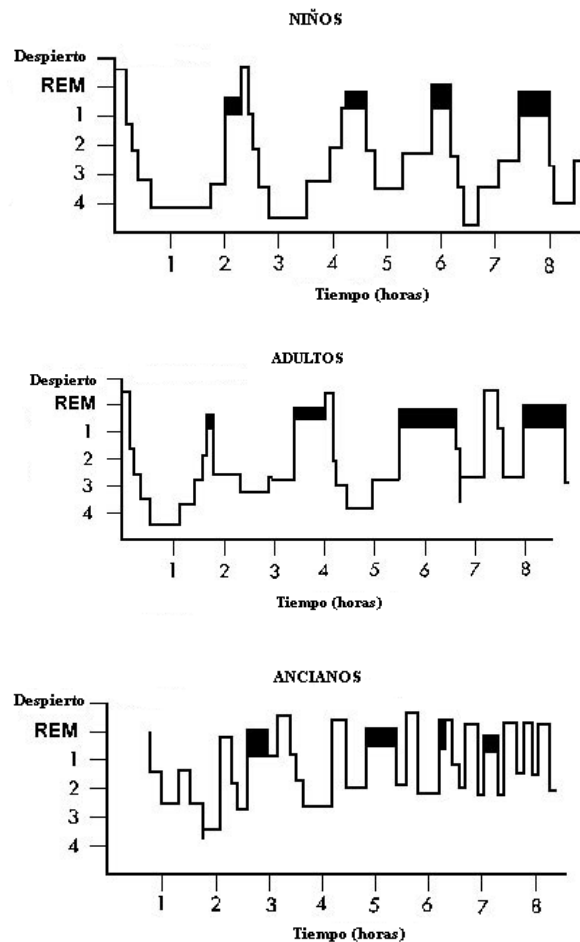 NIÑOS
Despierto
REM
1
2
3
4
1 2 3 4 5 6 7 8
Tiempo (horas)
ADULTOS
Despierto
REM
1
2
3
4
1 2 3 4 5 6 7 8
Tiempo (horas)
ANCIANOS
Despierto
REM
1
2
3
4
1 2 3 4 5 6 7 8
Tiempo (horas)